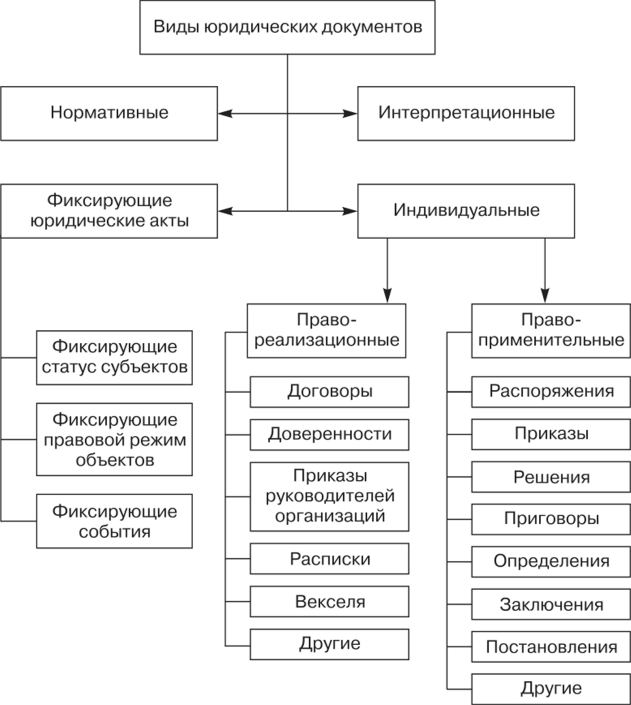 Виды юридических документов
Нормативные
Интерпретационные
Фиксирующие
юридические акты
Индивидуальные
Фиксирующие
статус субъектов
Фиксирующие
правовой режим
объектов
Фиксирующие
события
Право-
реализационные
Договоры
Доверенности
Приказы
руководителей
организаций
Расписки
Векселя
Другие
Право-
применительные
Распоряжения
Приказы
Решения
Приговоры
Определения
Заключения
Постановления
Другие